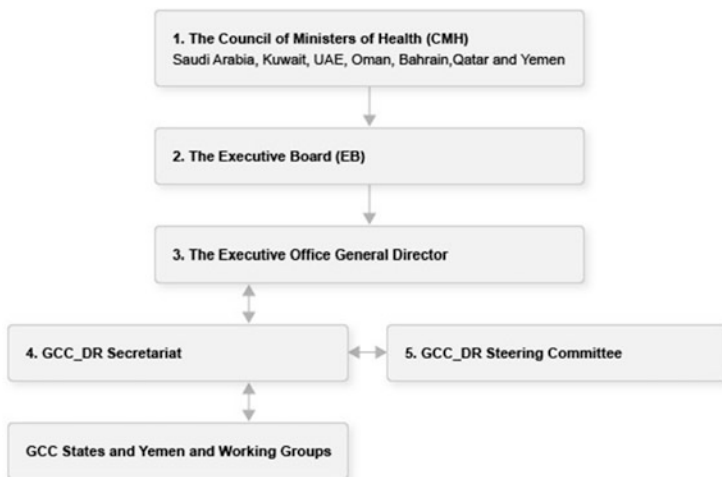 1. The Council of Ministers of Health (CMH)
Saudi Arabia, Kuwait, UAE, Oman, Bahrain,Qatar and Yemen
2. The Executive Board (EB)
3. The Executive Office General Director
4. GCC_DR Secretariat
5. GCC_DR Steering Committee
GCC States and Yemen and Working Groups